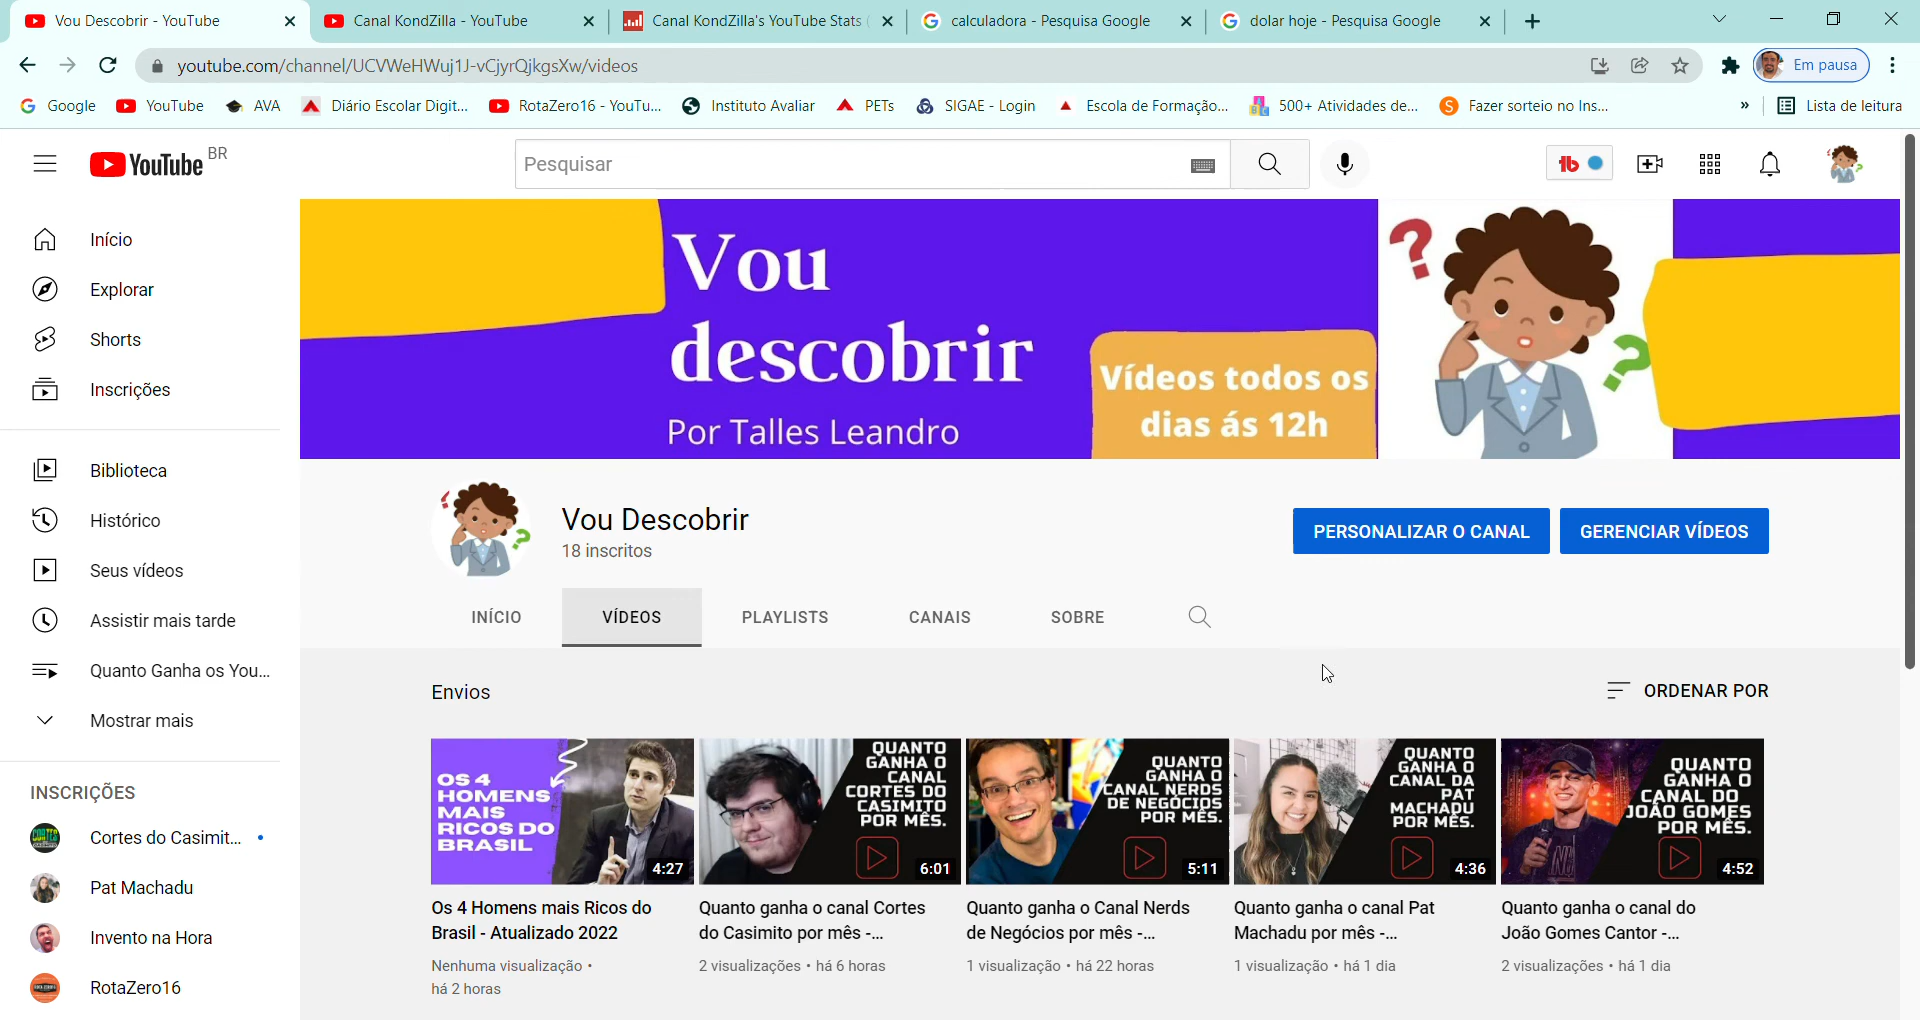 Vou Descobrir - YouTube
Canal KondZilla - YouTube
Canal KondZilla's YouTube Stats (
calculadora - Pesquisa Google
dolar hoje - Pesquisa Google
youtube.com/channel/UCVWeHWuj1J-vCjyrQjkgsXw/videos
Em pausa
Google
YouTube
AVA
Diário Escolar Digit...
RotaZero16 - YouTu...
Instituto Avaliar
PETs
SIGAE - Login
Escola de Formação...
500+ Atividades de...
Fazer sorteio no Ins...
»
Lista de leitura
YouTube BR
Pesquisar
tb
Início
Explorar
Shorts
Inscrições
Biblioteca
Histórico
Seus vídeos
Assistir mais tarde
Quanto Ganha os You...
Mostrar mais
INSCRIÇÕES
Cortes do Casimit...
Pat Machadu
Invento na Hora
RotaZero16
Vou
descobrir
Por Talles Leandro
Vídeos todos os
dias ás 12h
Vou Descobrir
18 inscritos
PERSONALIZAR O CANAL
GERENCIAR VÍDEOS
INÍCIO
VÍDEOS
PLAYLISTS
CANAIS
SOBRE
Envios
ORDENAR POR
OS 4
HOMENS
MAIS
RICOS DO
BRASIL
4:27
Os 4 Homens mais Ricos do
Brasil - Atualizado 2022
Nenhuma visualização •
há 2 horas
QUANTO
GANHA O
CANAL
CORTES DO
CASIMITO
POR MÊS.
6:01
Quanto ganha o canal Cortes
do Casimito por mês -...
2 visualizações • há 6 horas
QUANTO
GANHA O
CANAL NERDS
DE NEGÓCIOS
POR MÊS.
5:11
Quanto ganha o Canal Nerds
de Negócios por mês -...
1 visualização • há 22 horas
QUANTO
GANHA O
CANAL DA
PAT
MACHADU
POR MÊS.
4:36
Quanto ganha o canal Pat
Machadu por mês -...
1 visualização • há 1 dia
QUANTO
GANHA O
CANAL DO
JOÃO GOMES
POR MÊS.
4:52
Quanto ganha o canal do
João Gomes Cantor -...
2 visualizações • há 1 dia